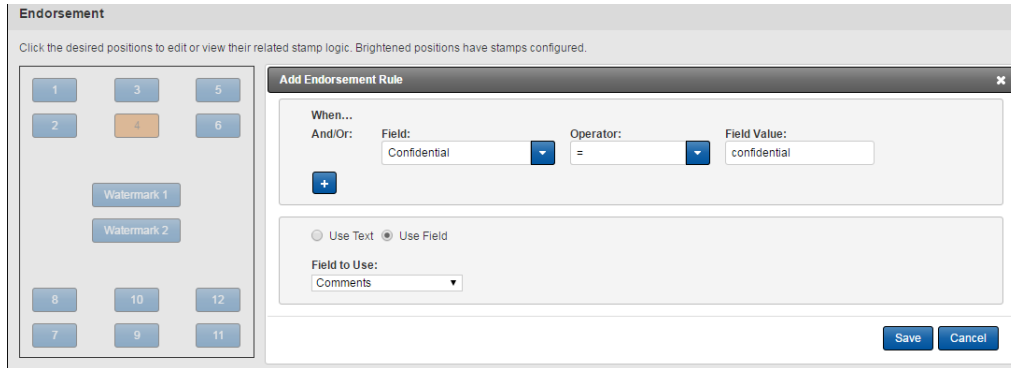 Endorsement
Click the desired positions to edit or view their related stamp logic. Brightened positions have stamps configured.
1 3 5
2 4 6
Watermark 1
Watermark 2
8 10 12
7 9 11
Add Endorsement Rule
When...
And/Or: Field: Operator: Field Value:
Confidential = confidential
+
Use Text Use Field
Field to Use:
Comments
Save Cancel